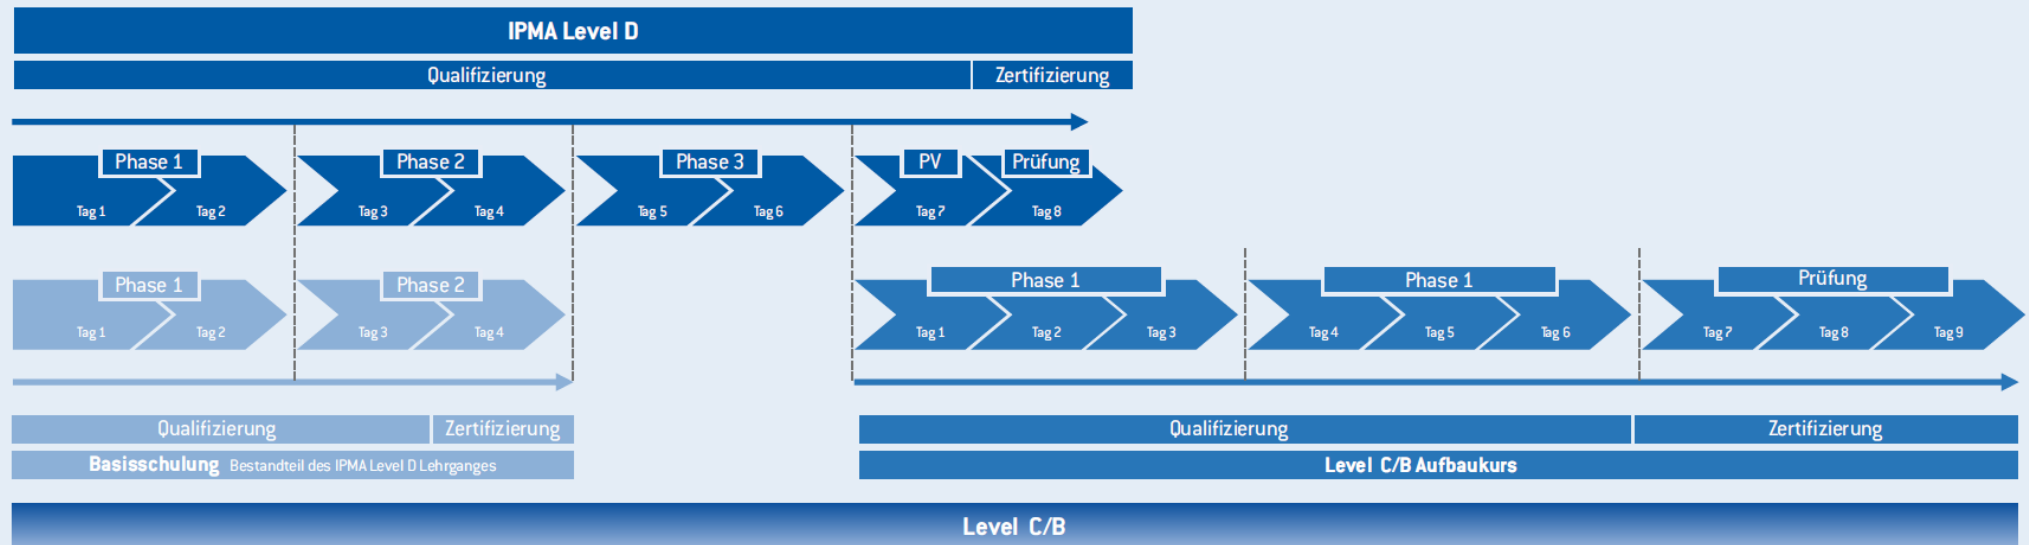 IPMA Level D
Qualifizierung Zertifizierung
Phase 1 Phase 2 Phase 3 PV Prüfung
Tag 1 Tag 2 Tag 3 Tag 4 Tag 5 Tag 6 Tag 7 Tag 8
Phase 1 Phase 2 Phase 1 Phase 1 Prüfung
Tag 1 Tag 2 Tag 3 Tag 4 Tag 1 Tag 2 Tag 3 Tag 4 Tag 5 Tag 6 Tag 7 Tag 8 Tag 9
Qualifizierung Zertifizierung Qualifizierung Zertifizierung
Basisschulung Bestandteil des IPMA Level D Lehrganges Level C/B Aufbaukurs
Level C/B